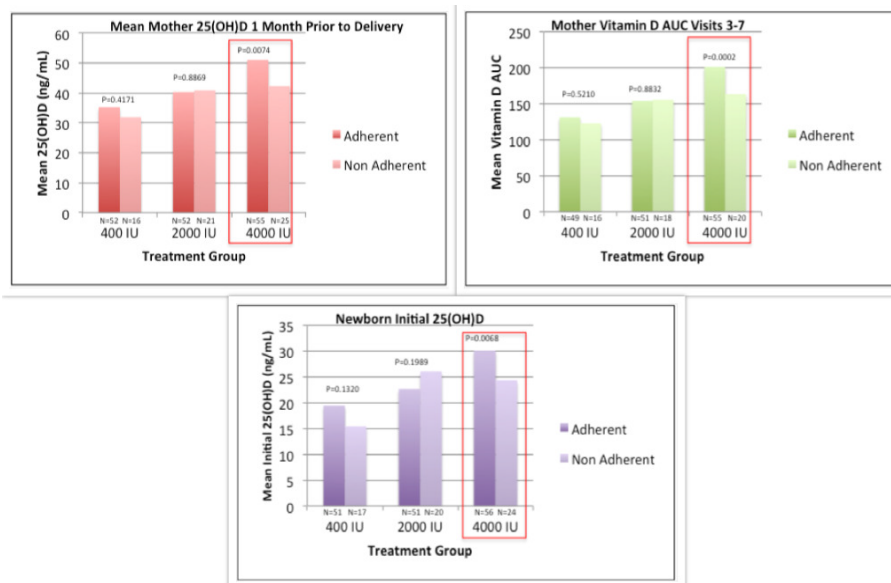 Mean Mother 25(OH)D 1 Month Prior to Delivery
Mean 25(OH)D (ng/mL)
60
50
40
30
20
10
0
P=0.4171
P=0.8869
P=0.0074
N=52 N=16
N=52 N=21
N=55 N=25
400 IU
2000 IU
4000 IU
Treatment Group
Adherent
Non Adherent
Mother Vitamin D AUC Visits 3-7
Mean Vitamin D AUC
250
200
150
100
50
0
P=0.5210
P=0.8832
P=0.0002
N=49 N=16
N=51 N=18
N=55 N=20
400 IU
2000 IU
4000 IU
Treatment Group
Adherent
Non Adherent
Newborn Initial 25(OH)D
Mean Initial 25(OH)D (ng/mL)
35
30
25
20
15
10
5
0
P=0.1320
P=0.1989
P=0.0068
N=51 N=17
N=51 N=20
N=56 N=24
400 IU
2000 IU
4000 IU
Treatment Group
Adherent
Non Adherent